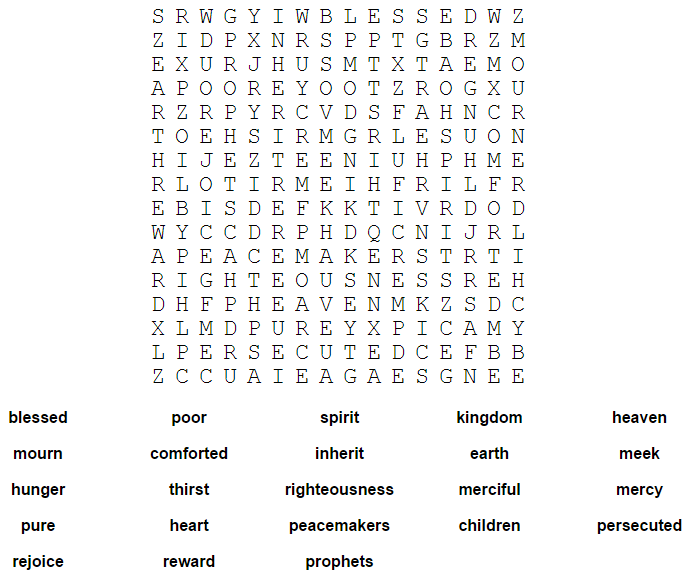 S R W G Y I W B L E S S E D W Z
Z I D P X N R S P P T G B R Z M
E X U R J H U S M T X T A E M O
A P O O R E Y O O T Z R O G X U
R Z R P Y R C V D S F A H N C R
T O E H S I R M G R L E S U O N
H I J E Z T E E N I U H P H M E
R L O T I R M E I H F R I L F R
E B I S D E F K K T I V R D O D
W Y C C D R P H D Q C N I J R L
A P E A C E M A K E R S T R T I
R I G H T E O U S N E S S R E H
D H F P H E A V E N M K Z S D C
X L M D P U R E Y X P I C A M Y
L P E R S E C U T E D C E F B B
Z C C U A I E A G A E S G N E E
blessed poor spirit kingdom heaven
mourn comforted inherit earth meek
hunger thirst righteousness merciful mercy
pure heart peacemakers children persecuted
rejoice reward prophets